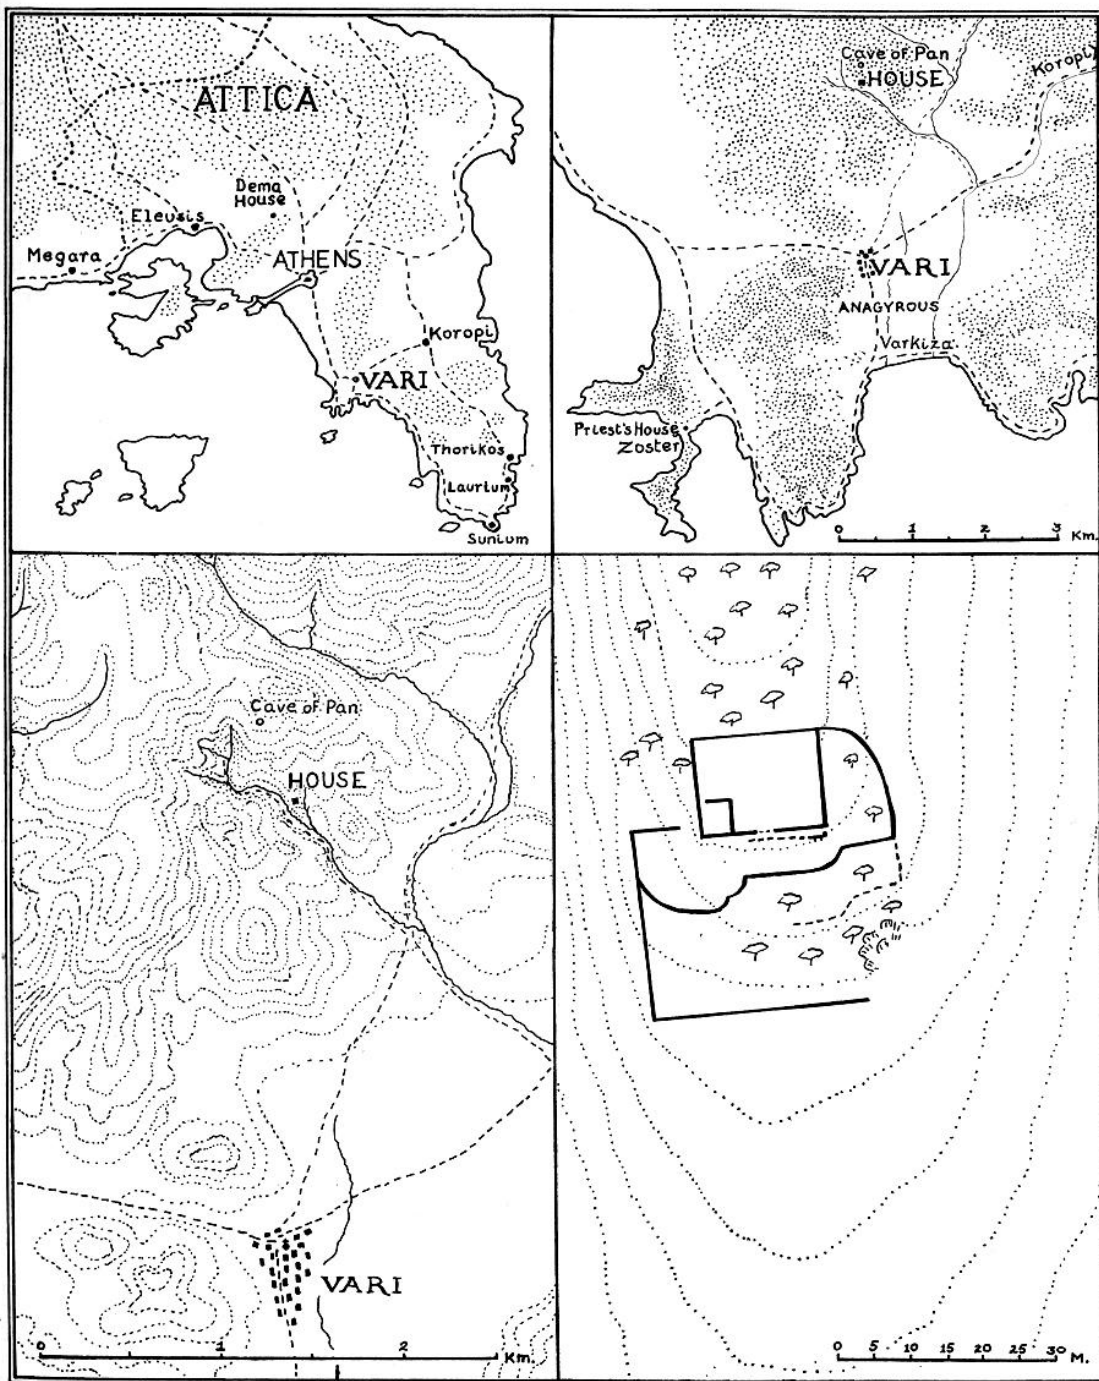 ATTICA
Dema
House
Eleusis
Megara
ATHENS
Koropi
VARI
Thorikos
Laurium
Sunium
Cave of Pan
HOUSE
Koropi
VARI
ANAGYROUS
Varkiza
Priest's House
Zoster
0 1 2 3 Km.
Cave of Pan
HOUSE
VARI
0 1 2 Km.
0 5 10 15 20 25 30 M.